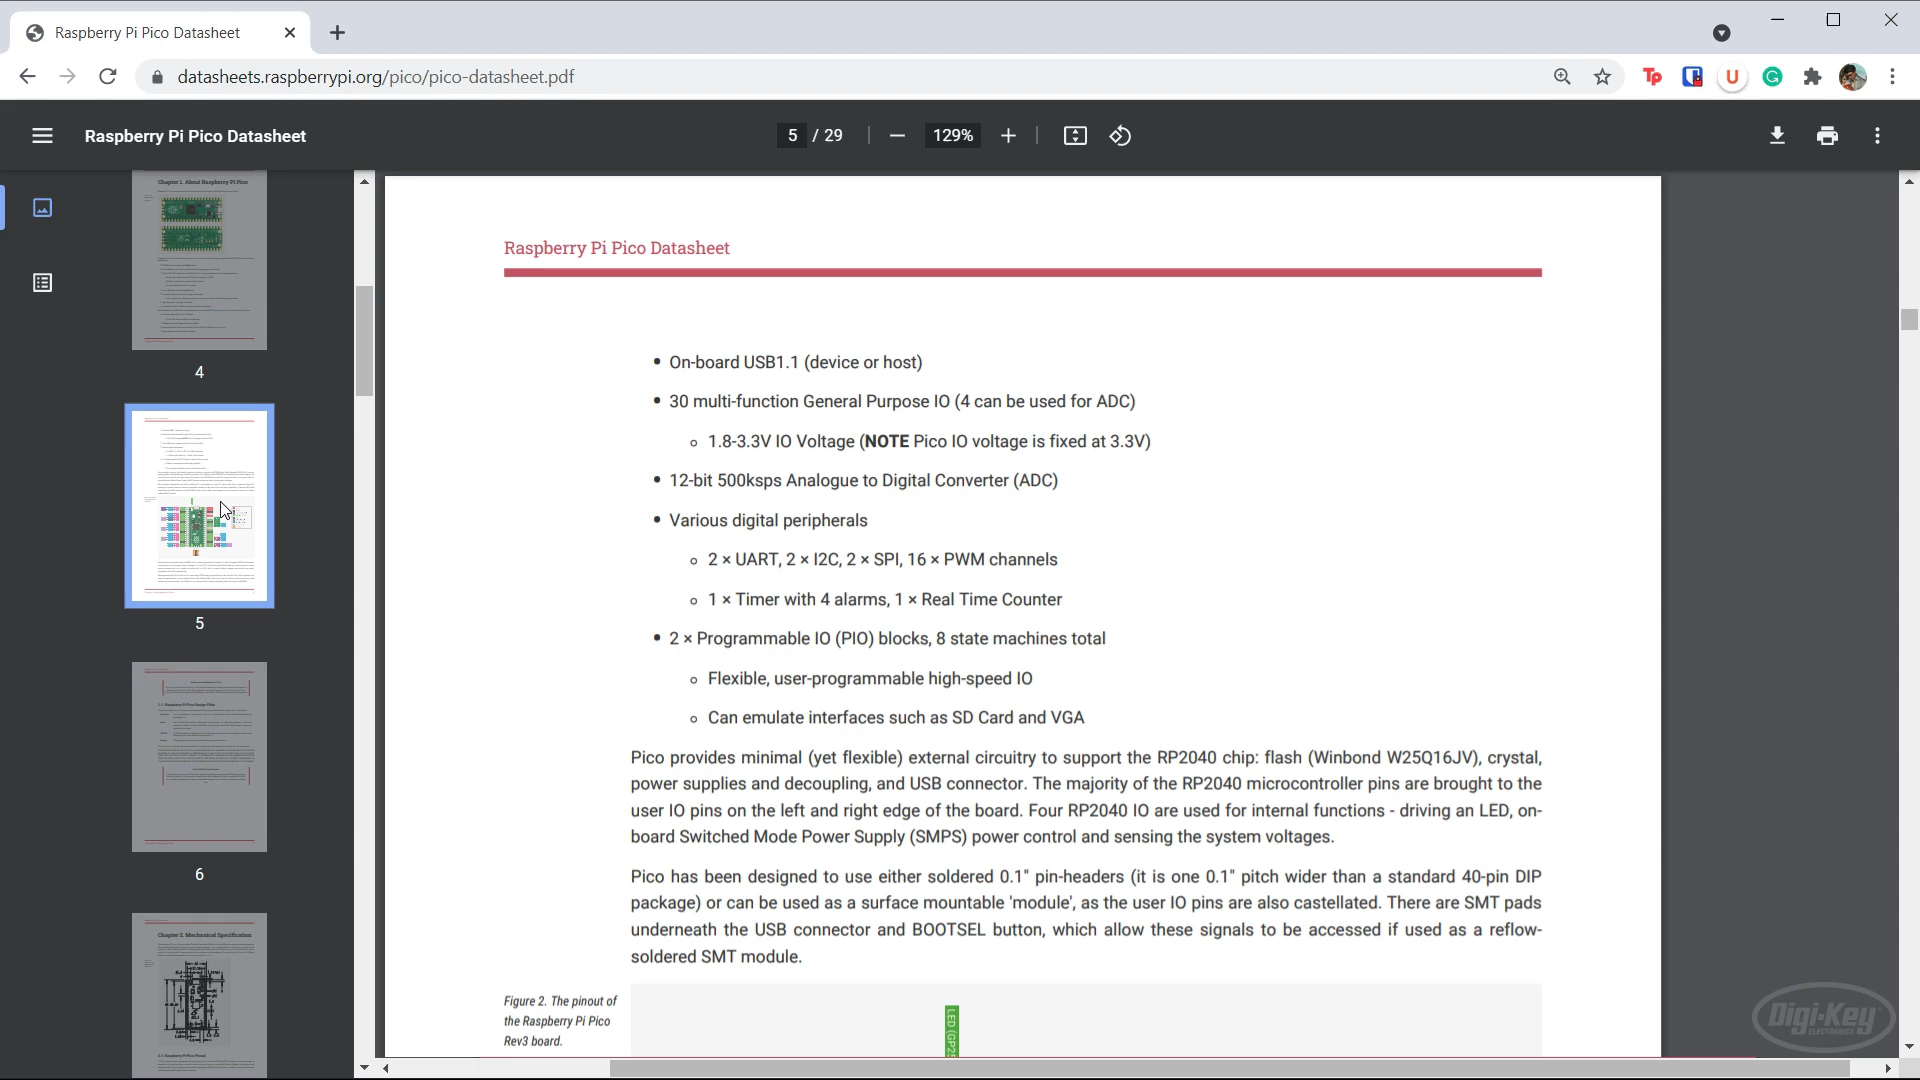 Raspberry Pi Pico Datasheet
datasheets.raspberrypi.org/pico/pico-datasheet.pdf
Tp
U
G
Raspberry Pi Pico Datasheet
5 / 29
129%
Chapter 1. About Raspberry Pi Pico
4
5
6
Chapter 2. Mechanical Specification
Raspberry Pi Pico Datasheet
• On-board USB1.1 (device or host)
• 30 multi-function General Purpose IO (4 can be used for ADC)
◦ 1.8-3.3V IO Voltage (NOTE Pico IO voltage is fixed at 3.3V)
• 12-bit 500ksps Analogue to Digital Converter (ADC)
• Various digital peripherals
◦ 2 × UART, 2 × I2C, 2 × SPI, 16 × PWM channels
◦ 1 × Timer with 4 alarms, 1 × Real Time Counter
• 2 × Programmable IO (PIO) blocks, 8 state machines total
◦ Flexible, user-programmable high-speed IO
◦ Can emulate interfaces such as SD Card and VGA
Pico provides minimal (yet flexible) external circuitry to support the RP2040 chip: flash (Winbond W25Q16JV), crystal,
power supplies and decoupling, and USB connector. The majority of the RP2040 microcontroller pins are brought to the
user IO pins on the left and right edge of the board. Four RP2040 IO are used for internal functions - driving an LED, on-
board Switched Mode Power Supply (SMPS) power control and sensing the system voltages.
Pico has been designed to use either soldered 0.1" pin-headers (it is one 0.1" pitch wider than a standard 40-pin DIP
package) or can be used as a surface mountable 'module', as the user IO pins are also castellated. There are SMT pads
underneath the USB connector and BOOTSEL button, which allow these signals to be accessed if used as a reflow-
soldered SMT module.
Figure 2. The pinout of
the Raspberry Pi Pico
Rev3 board.
LED (GP25
Digi-Key
ELECTRONICS